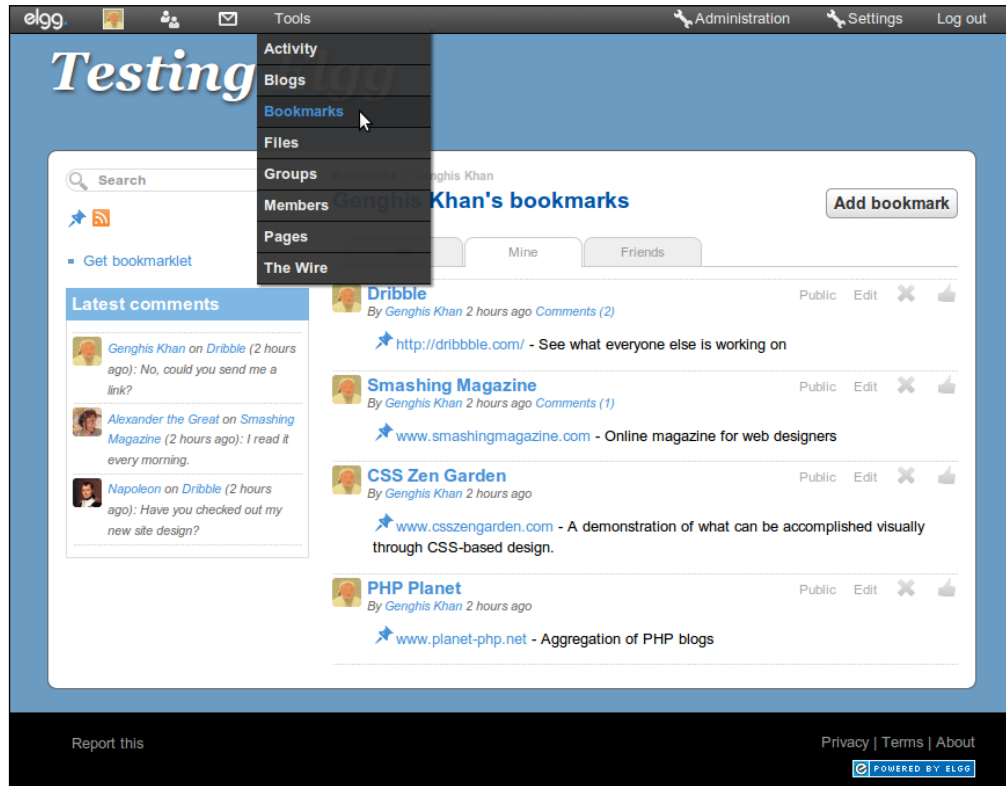 elgg. Tools Administration Settings Log out
Testing Elgg
Activity
Blogs
Bookmarks
Files
Groups
Members
Pages
The Wire
Search
Bookmarks > Genghis Khan
Genghis Khan's bookmarks
Add bookmark
Mine Friends
Get bookmarklet
Latest comments
Genghis Khan on Dribble (2 hours
ago): No, could you send me a
link?
Alexander the Great on Smashing
Magazine (2 hours ago): I read it
every morning.
Napoleon on Dribble (2 hours
ago): Have you checked out my
new site design?
Dribble Public Edit
By Genghis Khan 2 hours ago Comments (2)
http://dribbble.com/ - See what everyone else is working on
Smashing Magazine Public Edit
By Genghis Khan 2 hours ago Comments (1)
www.smashingmagazine.com - Online magazine for web designers
CSS Zen Garden Public Edit
By Genghis Khan 2 hours ago
www.csszengarden.com - A demonstration of what can be accomplished visually
through CSS-based design.
PHP Planet Public Edit
By Genghis Khan 2 hours ago
www.planet-php.net - Aggregation of PHP blogs
Report this
Privacy | Terms | About
POWERED BY ELGG